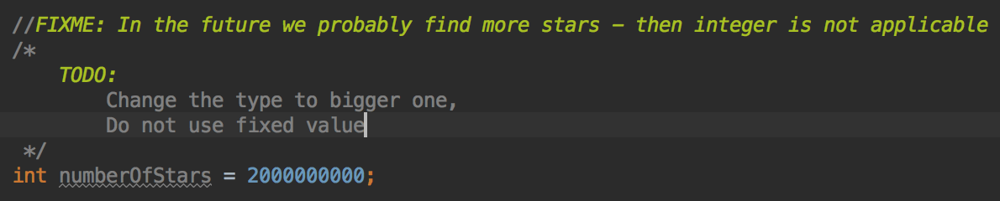 //FIXME: In the future we probably find more stars – then integer is not applicable
/*
TODO:
Change the type to bigger one,
Do not use fixed value
*/
int numberOfStars = 2000000000;